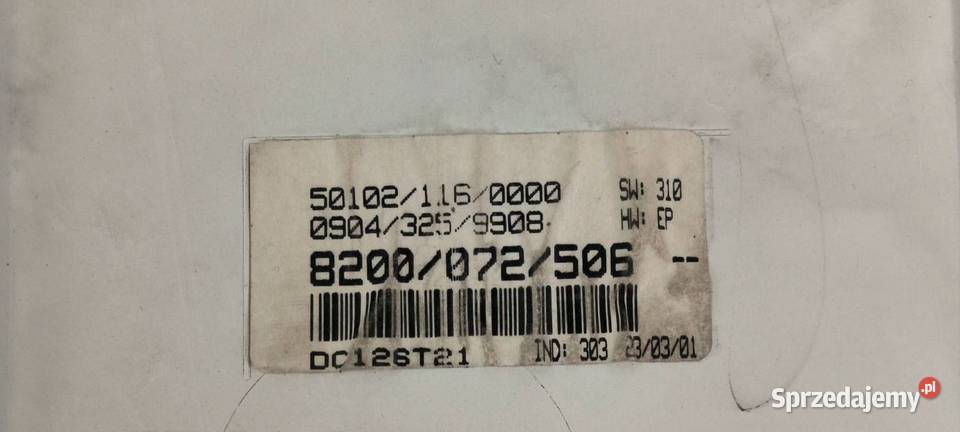 50102/116/0000 SW: 310
0904/325/9908 HW: EP
8200/072/506 --
DC126T21 IND: 303 23/03/01
Sprzedajemy.pl